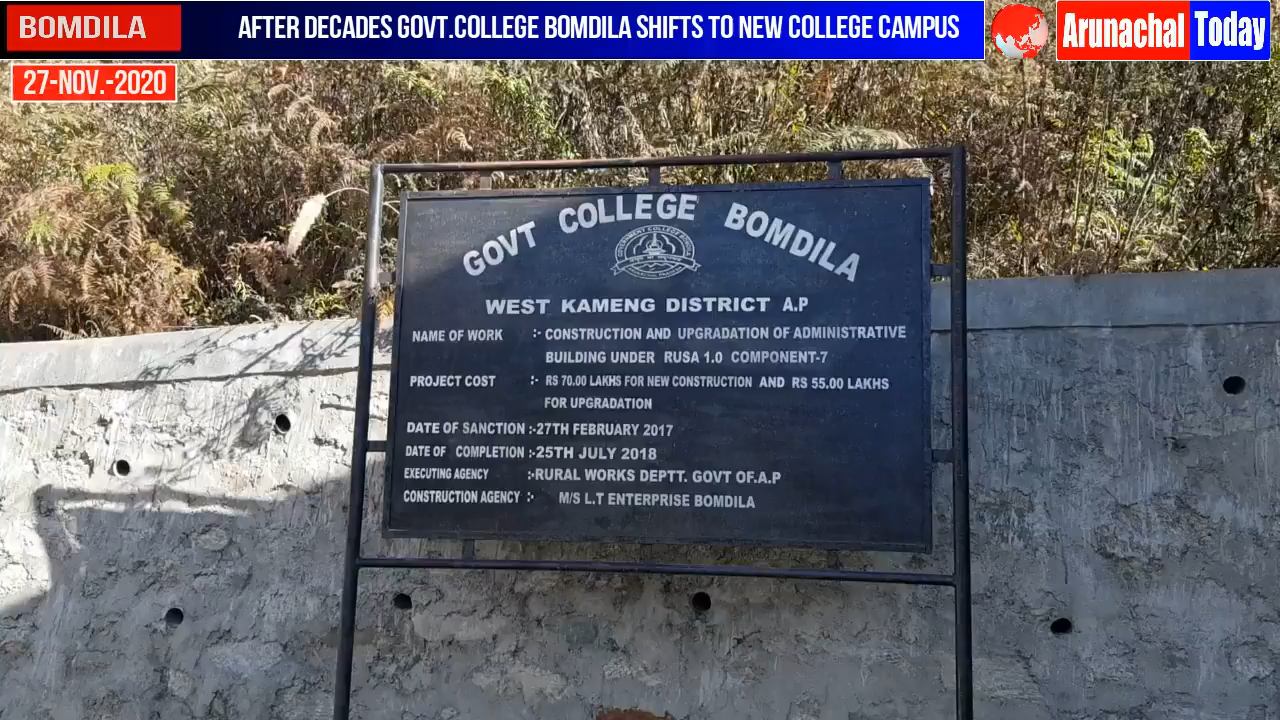 BOMDILA
AFTER DECADES GOVT.COLLEGE BOMDILA SHIFTS TO NEW COLLEGE CAMPUS
Arunachal Today
27-NOV.-2020
GOVT COLLEGE BOMDILA
WEST KAMENG DISTRICT A.P
NAME OF WORK :- CONSTRUCTION AND UPGRADATION OF ADMINISTRATIVE
BUILDING UNDER RUSA 1.0 COMPONENT-7
PROJECT COST :- RS 70.00 LAKHS FOR NEW CONSTRUCTION AND RS 55.00 LAKHS
FOR UPGRADATION
DATE OF SANCTION :-27TH FEBRUARY 2017
DATE OF COMPLETION :-25TH JULY 2018
EXECUTING AGENCY :-RURAL WORKS DEPTT. GOVT OF.A.P
CONSTRUCTION AGENCY :- M/S L.T ENTERPRISE BOMDILA